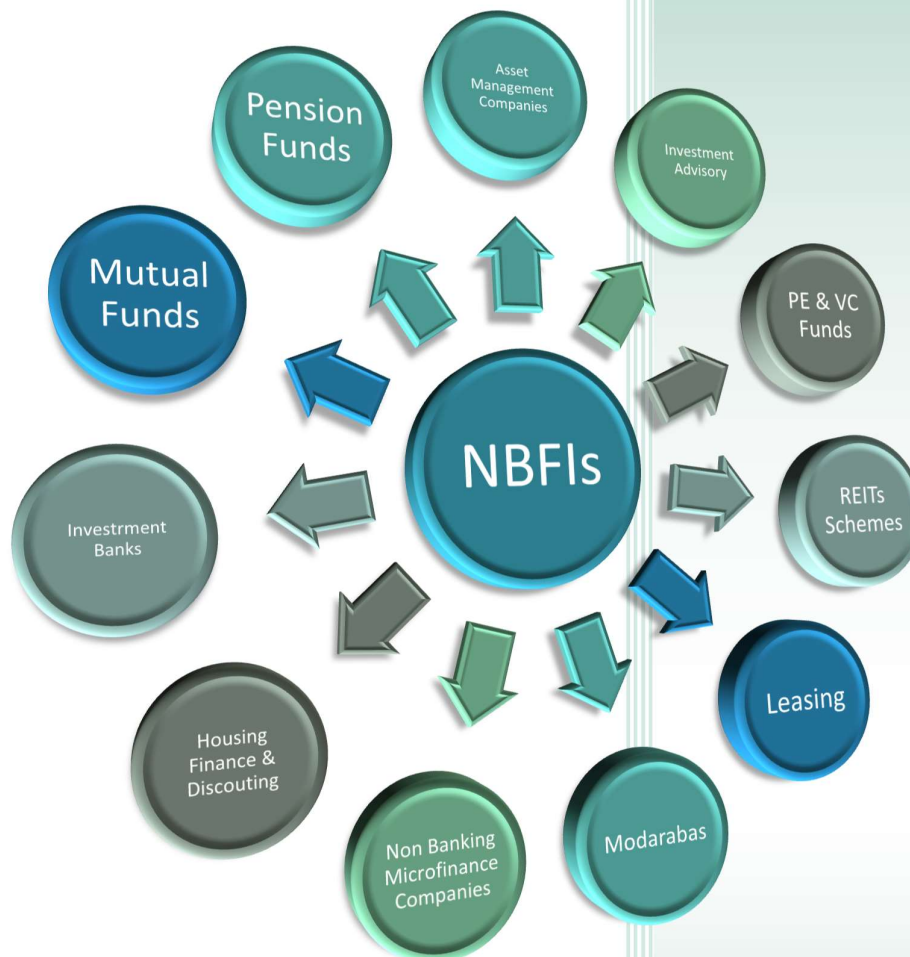 Asset
Management
Companies
Pension
Funds
Investment
Advisory
Mutual
Funds
PE & VC
Funds
NBFIs
REITs
Schemes
Investrment
Banks
Leasing
Housing
Finance &
Discouting
Modarabas
Non Banking
Microfinance
Companies